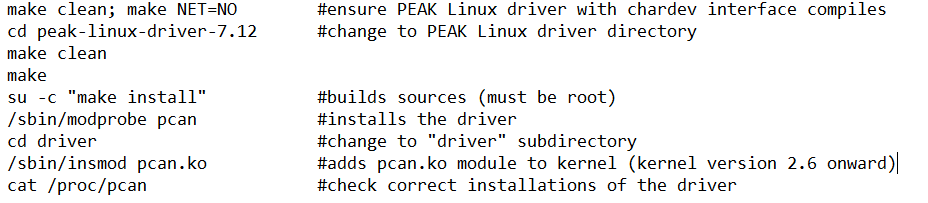 make clean; make NET=NO #ensure PEAK Linux driver with chardev interface compiles
cd peak-linux-driver-7.12 #change to PEAK Linux driver directory
make clean
make
su -c "make install" #builds sources (must be root)
/sbin/modprobe pcan #installs the driver
cd driver #change to "driver" subdirectory
/sbin/insmod pcan.ko #adds pcan.ko module to kernel (kernel version 2.6 onward)
cat /proc/pcan #check correct installations of the driver